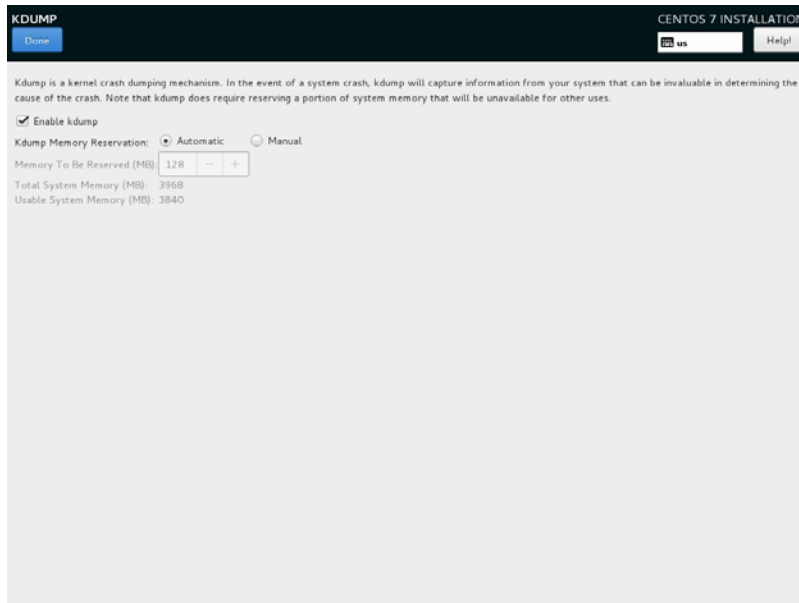 KDUMP
CENTOS 7 INSTALLATION
Done
us
Help!
Kdump is a kernel crash dumping mechanism. In the event of a system crash, kdump will capture information from your system that can be invaluable in determining the
cause of the crash. Note that kdump does require reserving a portion of system memory that will be unavailable for other uses.
Enable kdump
Kdump Memory Reservation: Automatic Manual
Memory To Be Reserved (MB): 128 − +
Total System Memory (MB): 3968
Usable System Memory (MB): 3840